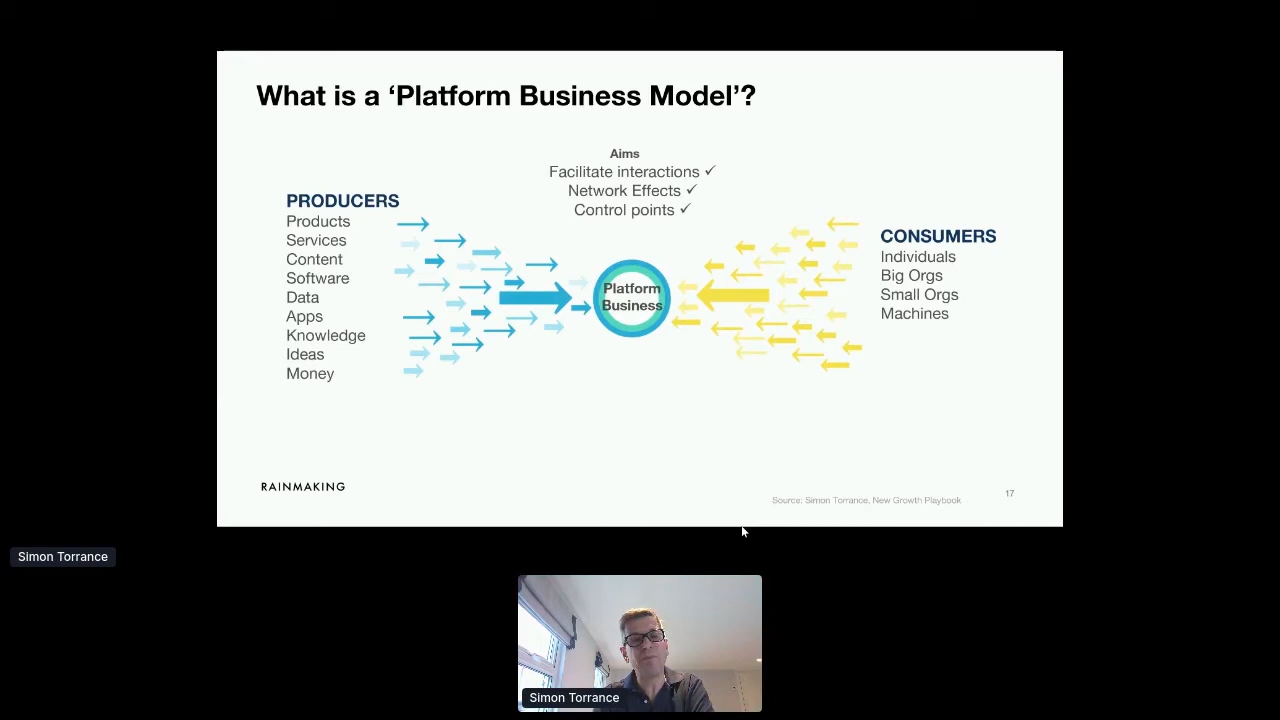 What is a ‘Platform Business Model’?
Aims
Facilitate interactions ✓
Network Effects ✓
Control points ✓
PRODUCERS
Products
Services
Content
Software
Data
Apps
Knowledge
Ideas
Money
Platform
Business
CONSUMERS
Individuals
Big Orgs
Small Orgs
Machines
RAINMAKING
Source: Simon Torrance, New Growth Playbook
17
Simon Torrance
Simon Torrance